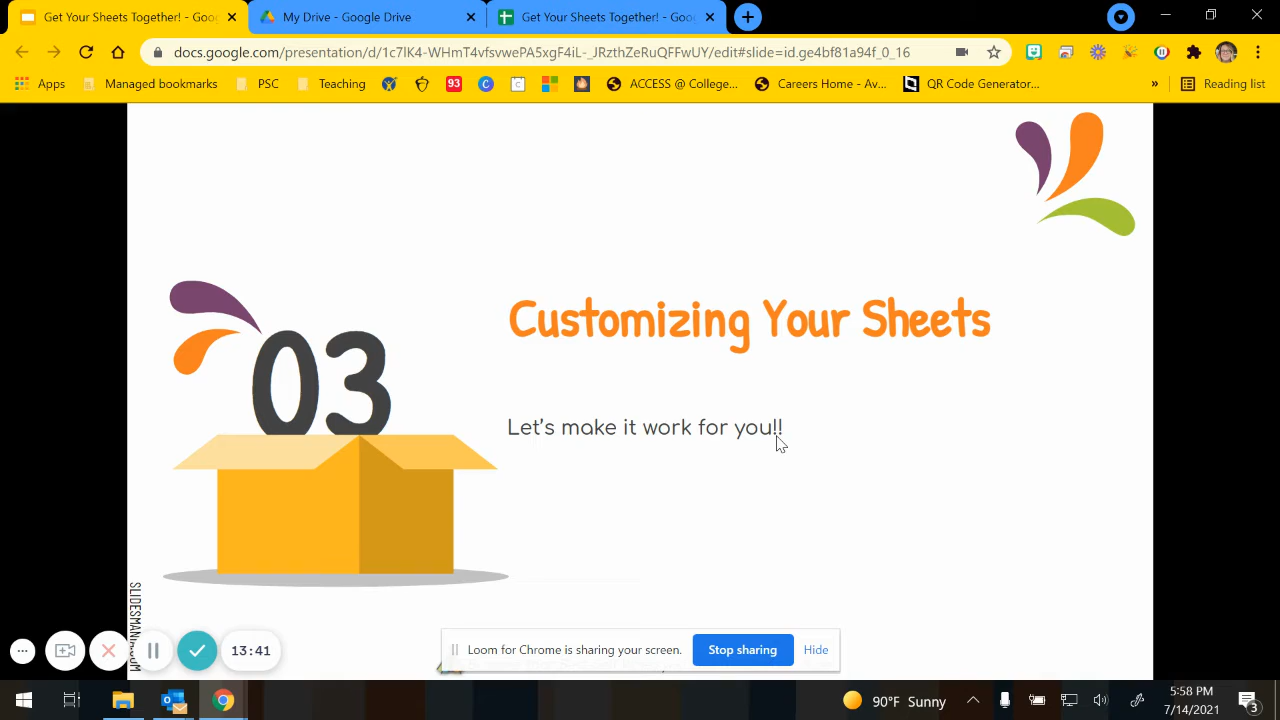 Get Your Sheets Together! - Goo
My Drive - Google Drive
Get Your Sheets Together! - Goo
docs.google.com/presentation/d/1c7lK4-WHmT4vfsvwePA5xgF4iL-_JRzthZeRuQFFwUY/edit#slide=id.ge4bf81a94f_0_16
Apps
Managed bookmarks
PSC
Teaching
93
ACCESS @ College...
Careers Home - Av...
QR Code Generator...
»
Reading list
03
Customizing Your Sheets
Let's make it work for you!!
SLIDESMANIA.COM
13:41
Loom for Chrome is sharing your screen.
Stop sharing
Hide
90°F Sunny
5:58 PM
7/14/2021
3